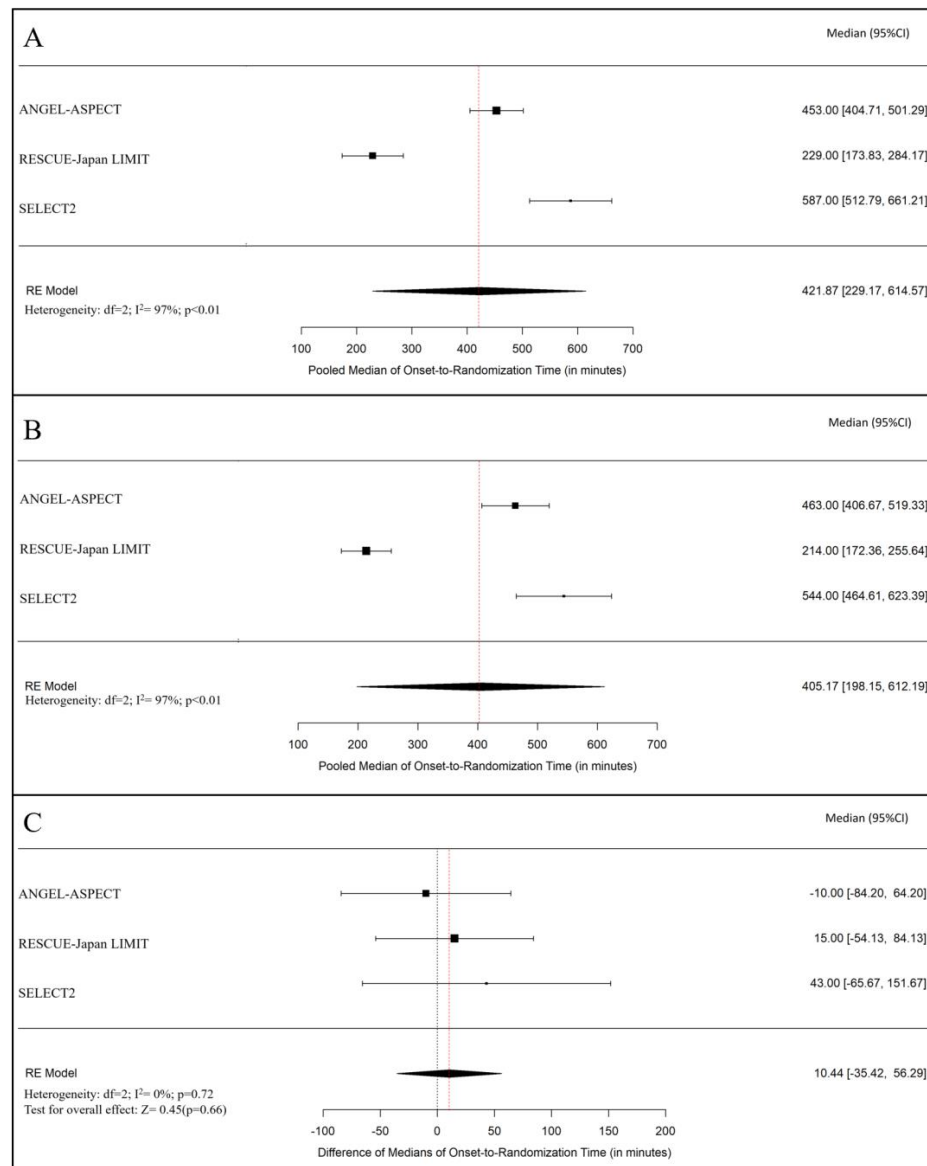 A
Median (95%CI)
ANGEL-ASPECT 453.00 [404.71, 501.29]
RESCUE-Japan LIMIT 229.00 [173.83, 284.17]
SELECT2 587.00 [512.79, 661.21]
RE Model 421.87 [229.17, 614.57]
Heterogeneity: df=2; I²= 97%; p<0.01
100 200 300 400 500 600 700
Pooled Median of Onset-to-Randomization Time (in minutes)
B
Median (95%CI)
ANGEL-ASPECT 463.00 [406.67, 519.33]
RESCUE-Japan LIMIT 214.00 [172.36, 255.64]
SELECT2 544.00 [464.61, 623.39]
RE Model 405.17 [198.15, 612.19]
Heterogeneity: df=2; I²= 97%; p<0.01
100 200 300 400 500 600 700
Pooled Median of Onset-to-Randomization Time (in minutes)
C
Median (95%CI)
ANGEL-ASPECT -10.00 [-84.20, 64.20]
RESCUE-Japan LIMIT 15.00 [-54.13, 84.13]
SELECT2 43.00 [-65.67, 151.67]
RE Model 10.44 [-35.42, 56.29]
Heterogeneity: df=2; I²= 0%; p=0.72
Test for overall effect: Z= 0.45(p=0.66)
-100 -50 0 50 100 150 200
Difference of Medians of Onset-to-Randomization Time (in minutes)